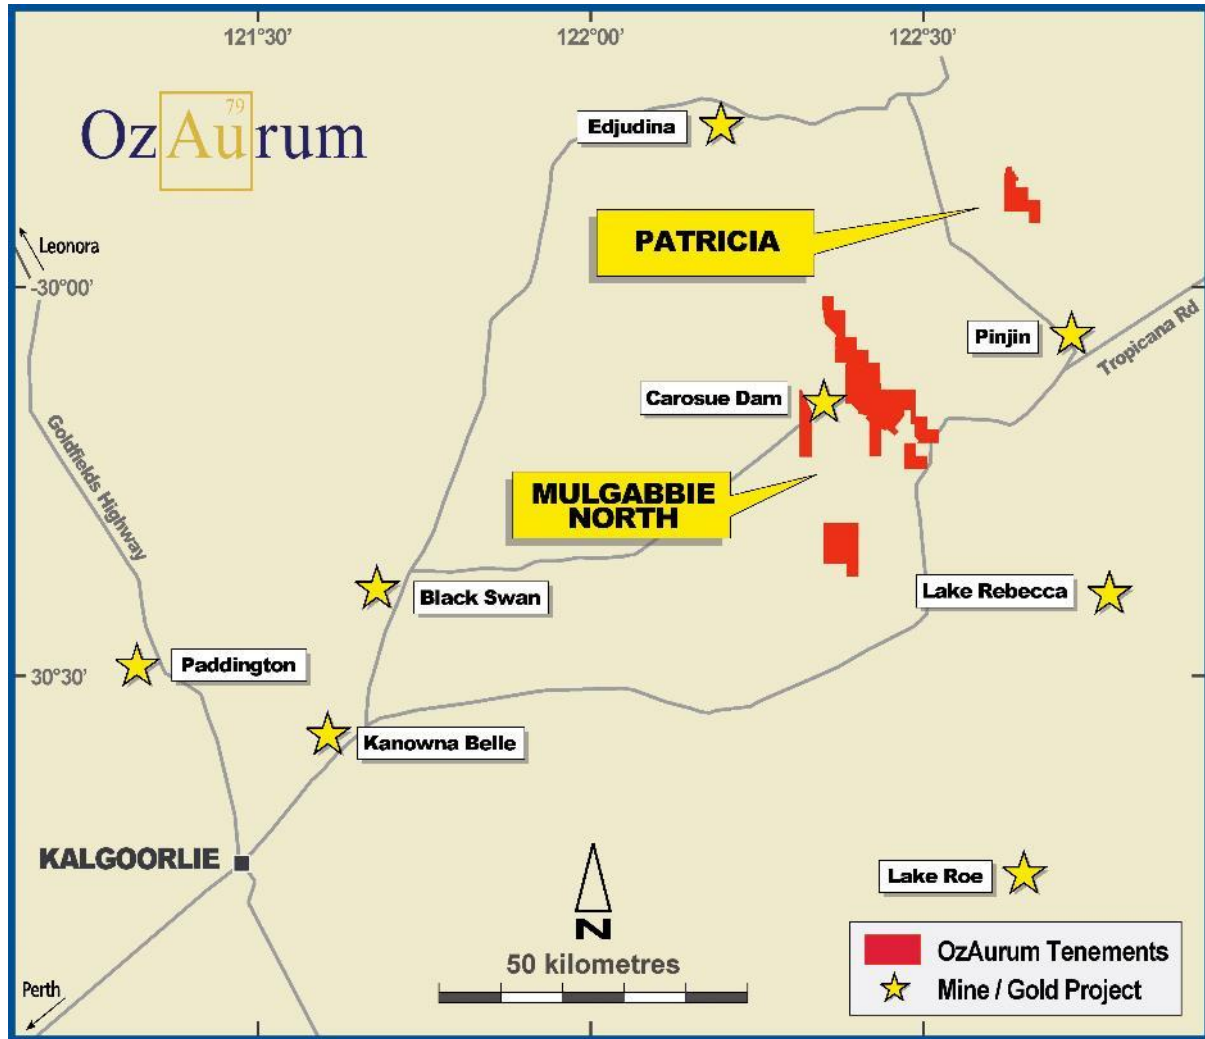 121°30'
122°00'
122°30'
79
OzAurum
Edjudina
PATRICIA
Leonora
-30°00'
Pinjin
Tropicana Rd
Carosue Dam
Goldfields Highway
MULGABBIE
NORTH
Black Swan
Lake Rebecca
Paddington
30°30'
Kanowna Belle
KALGOORLIE
Lake Roe
N
50 kilometres
OzAurum Tenements
Mine / Gold Project
Perth